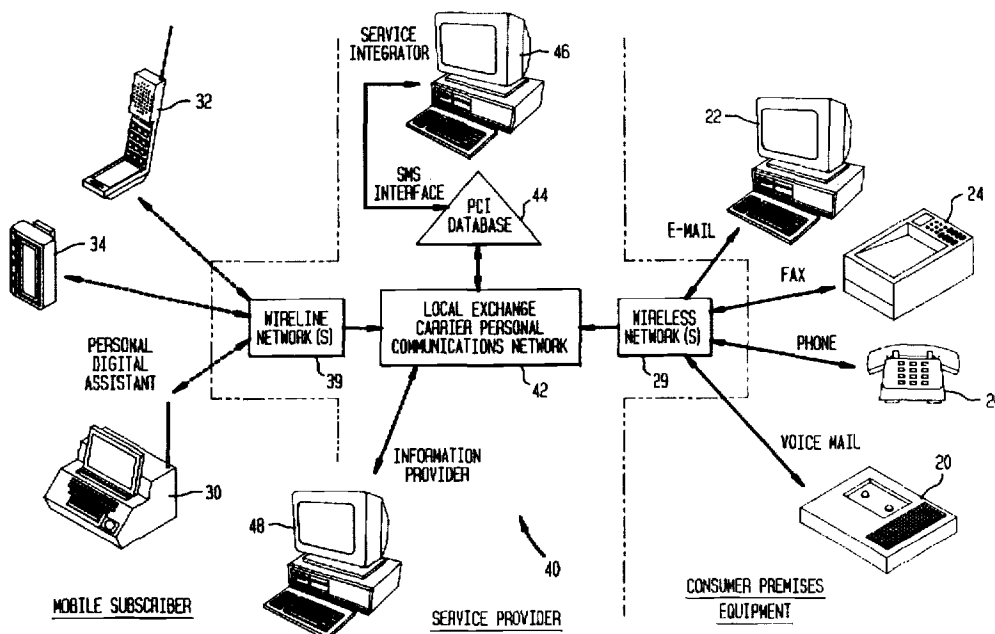 SERVICE
INTEGRATOR
46
32
22
SMS
INTERFACE
PCI
DATABASE
44
24
E-MAIL
34
FAX
WIRELINE
NETWORK(S)
LOCAL EXCHANGE
CARRIER PERSONAL
COMMUNICATIONS NETWORK
WIRELESS
NETWORK(S)
PHONE
PERSONAL
DIGITAL
ASSISTANT
39
42
29
VOICE MAIL
INFORMATION
PROVIDER
20
30
48
40
MOBILE SUBSCRIBER
SERVICE PROVIDER
CONSUMER PREMISES
EQUIPMENT